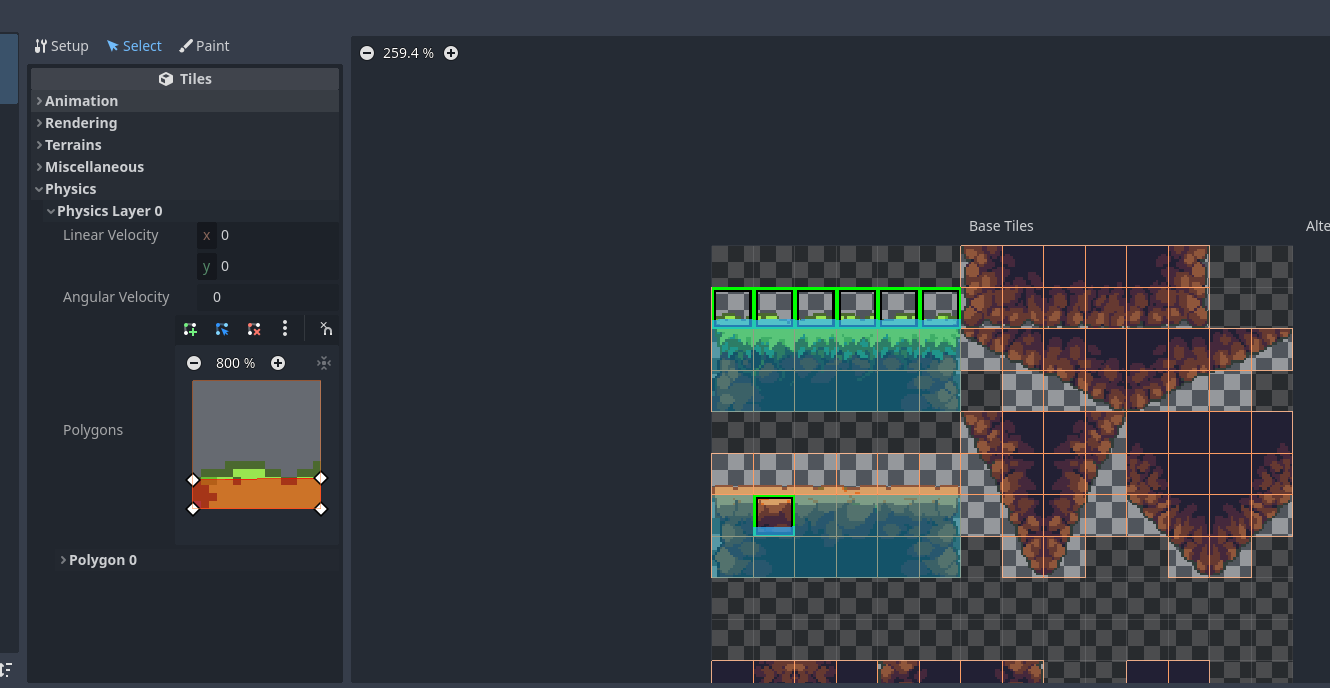 Setup Select Paint
259.4 %
Tiles
Animation
Rendering
Terrains
Miscellaneous
Physics
Physics Layer 0
Linear Velocity x 0
y 0
Angular Velocity 0
800 %
Polygons
Polygon 0
Base Tiles
Alte